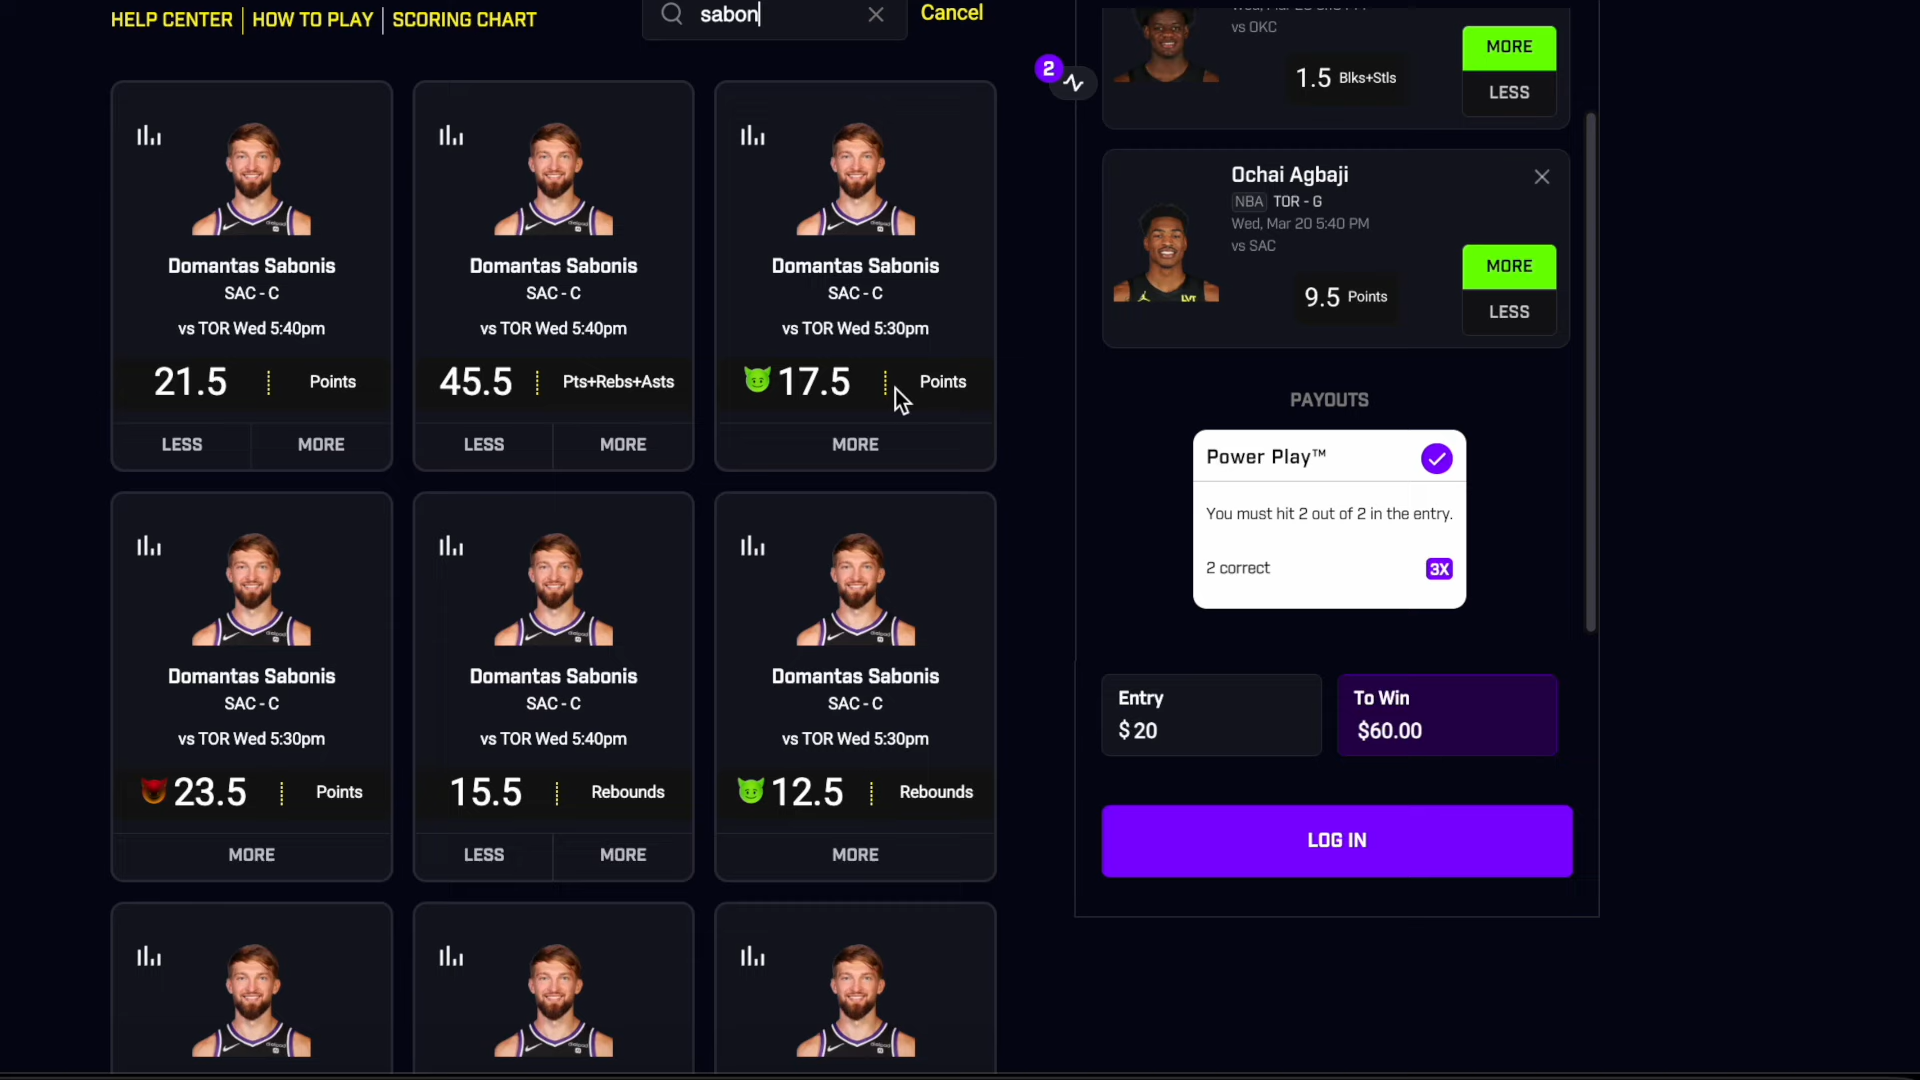 HELP CENTER HOW TO PLAY SCORING CHART
sabon
Cancel
Domantas Sabonis
SAC - C
vs TOR Wed 5:40pm
21.5 Points
LESS MORE
Domantas Sabonis
SAC - C
vs TOR Wed 5:40pm
45.5 Pts+Rebs+Asts
LESS MORE
Domantas Sabonis
SAC - C
vs TOR Wed 5:30pm
17.5 Points
MORE
Domantas Sabonis
SAC - C
vs TOR Wed 5:30pm
23.5 Points
MORE
Domantas Sabonis
SAC - C
vs TOR Wed 5:40pm
15.5 Rebounds
LESS MORE
Domantas Sabonis
SAC - C
vs TOR Wed 5:30pm
12.5 Rebounds
MORE
2
vs OKC
1.5 Blks+Stls
MORE
LESS
Ochai Agbaji
NBA TOR - G
Wed, Mar 20 5:40 PM
vs SAC
9.5 Points
MORE
LESS
PAYOUTS
Power Play™
You must hit 2 out of 2 in the entry.
2 correct 3X
Entry
$ 20
To Win
$60.00
LOG IN